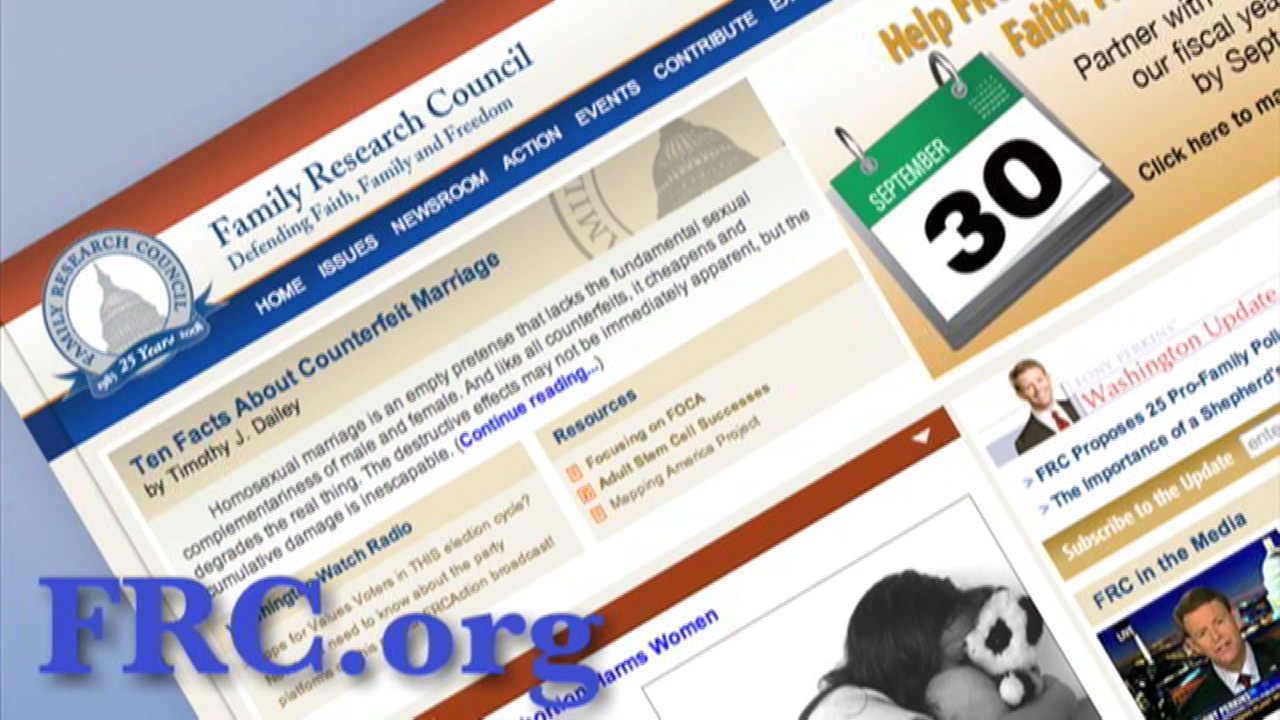 Family Research Council
Defending Faith, Family and Freedom
FAMILY RESEARCH COUNCIL
25 Years
HOME ISSUES NEWSROOM ACTION EVENTS CONTRIBUTE
Ten Facts About Counterfeit Marriage
by Timothy J. Dailey
Homosexual marriage is an empty pretense that lacks the fundamental sexual
complementariness of male and female. And like all counterfeits, it cheapens and
degrades the real thing. The destructive effects may not be immediately apparent, but the
cumulative damage is inescapable. (Continue reading...)
Watch Radio
for Values Voters in THIS election cycle?
need to know about the party
FRCAction broadcast!
Resources
Focusing on FOCA
Adult Stem Cell Successes
Mapping America Project
Help
Faith,
Partner with
our fiscal
by Sept
Click here to
SEPTEMBER
30
TONY PERKINS'
Washington Update
> FRC Proposes 25 Pro-Family
> The Importance of a Shepherd's
Subscribe to the Update
FRC in the Media
LIVE
Women
FRC.org